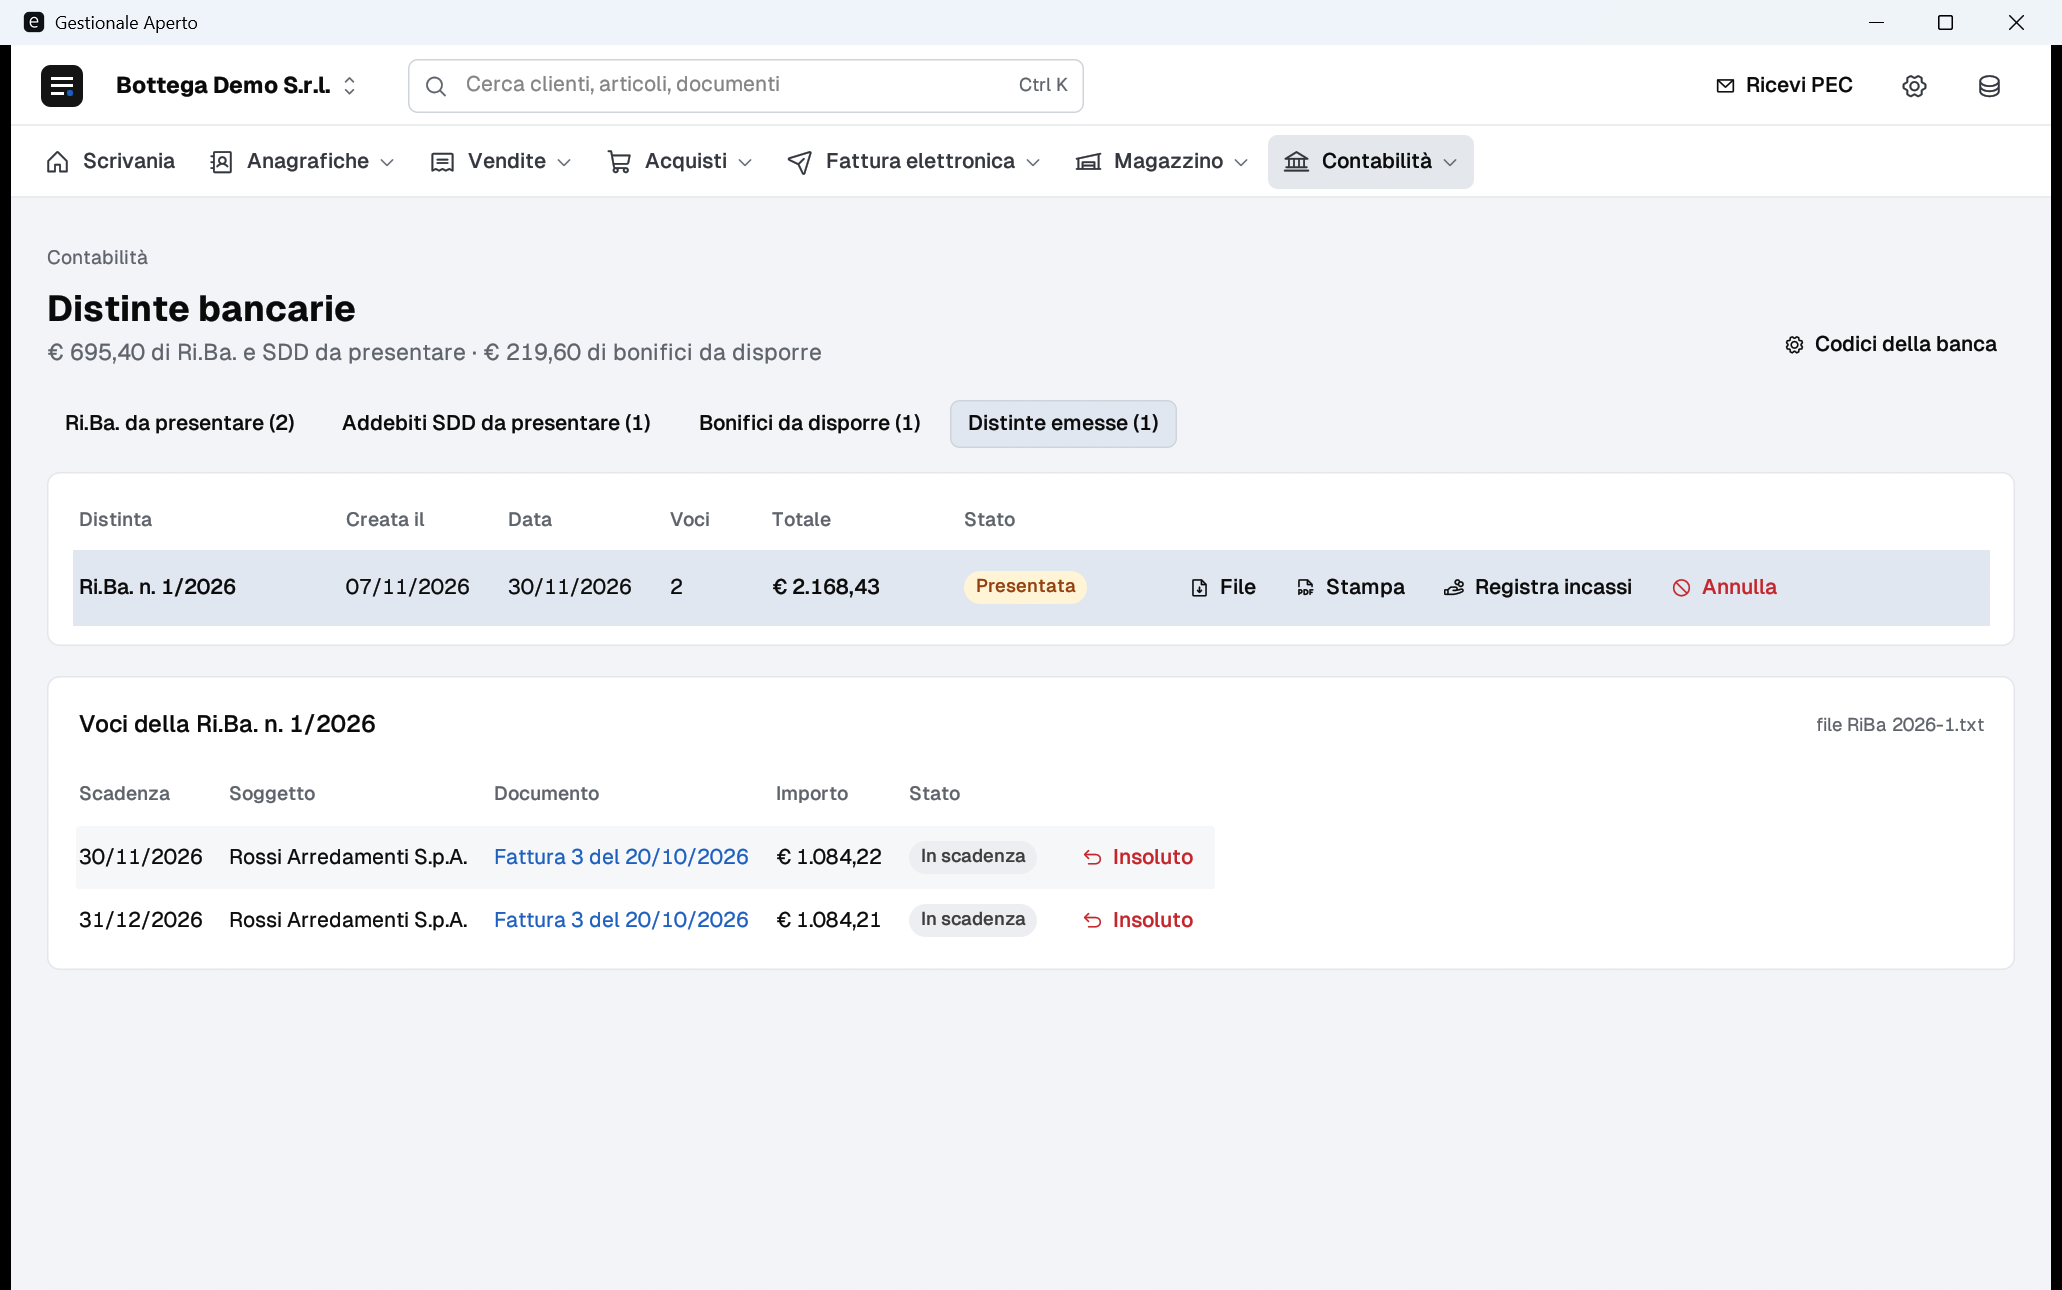 Gestionale Aperto
Bottega Demo S.r.l.
Cerca clienti, articoli, documenti
Ctrl K
Ricevi PEC
Scrivania
Anagrafiche
Vendite
Acquisti
Fattura elettronica
Magazzino
Contabilità
Contabilità
Distinte bancarie
€ 695,40 di Ri.Ba. e SDD da presentare · € 219,60 di bonifici da disporre
Codici della banca
Ri.Ba. da presentare (2)
Addebiti SDD da presentare (1)
Bonifici da disporre (1)
Distinte emesse (1)
Distinta Creata il Data Voci Totale Stato
Ri.Ba. n. 1/2026 07/11/2026 30/11/2026 2 € 2.168,43 Presentata File Stampa Registra incassi Annulla
Voci della Ri.Ba. n. 1/2026
file RiBa 2026-1.txt
Scadenza Soggetto Documento Importo Stato
30/11/2026 Rossi Arredamenti S.p.A. Fattura 3 del 20/10/2026 € 1.084,22 In scadenza Insoluto
31/12/2026 Rossi Arredamenti S.p.A. Fattura 3 del 20/10/2026 € 1.084,21 In scadenza Insoluto